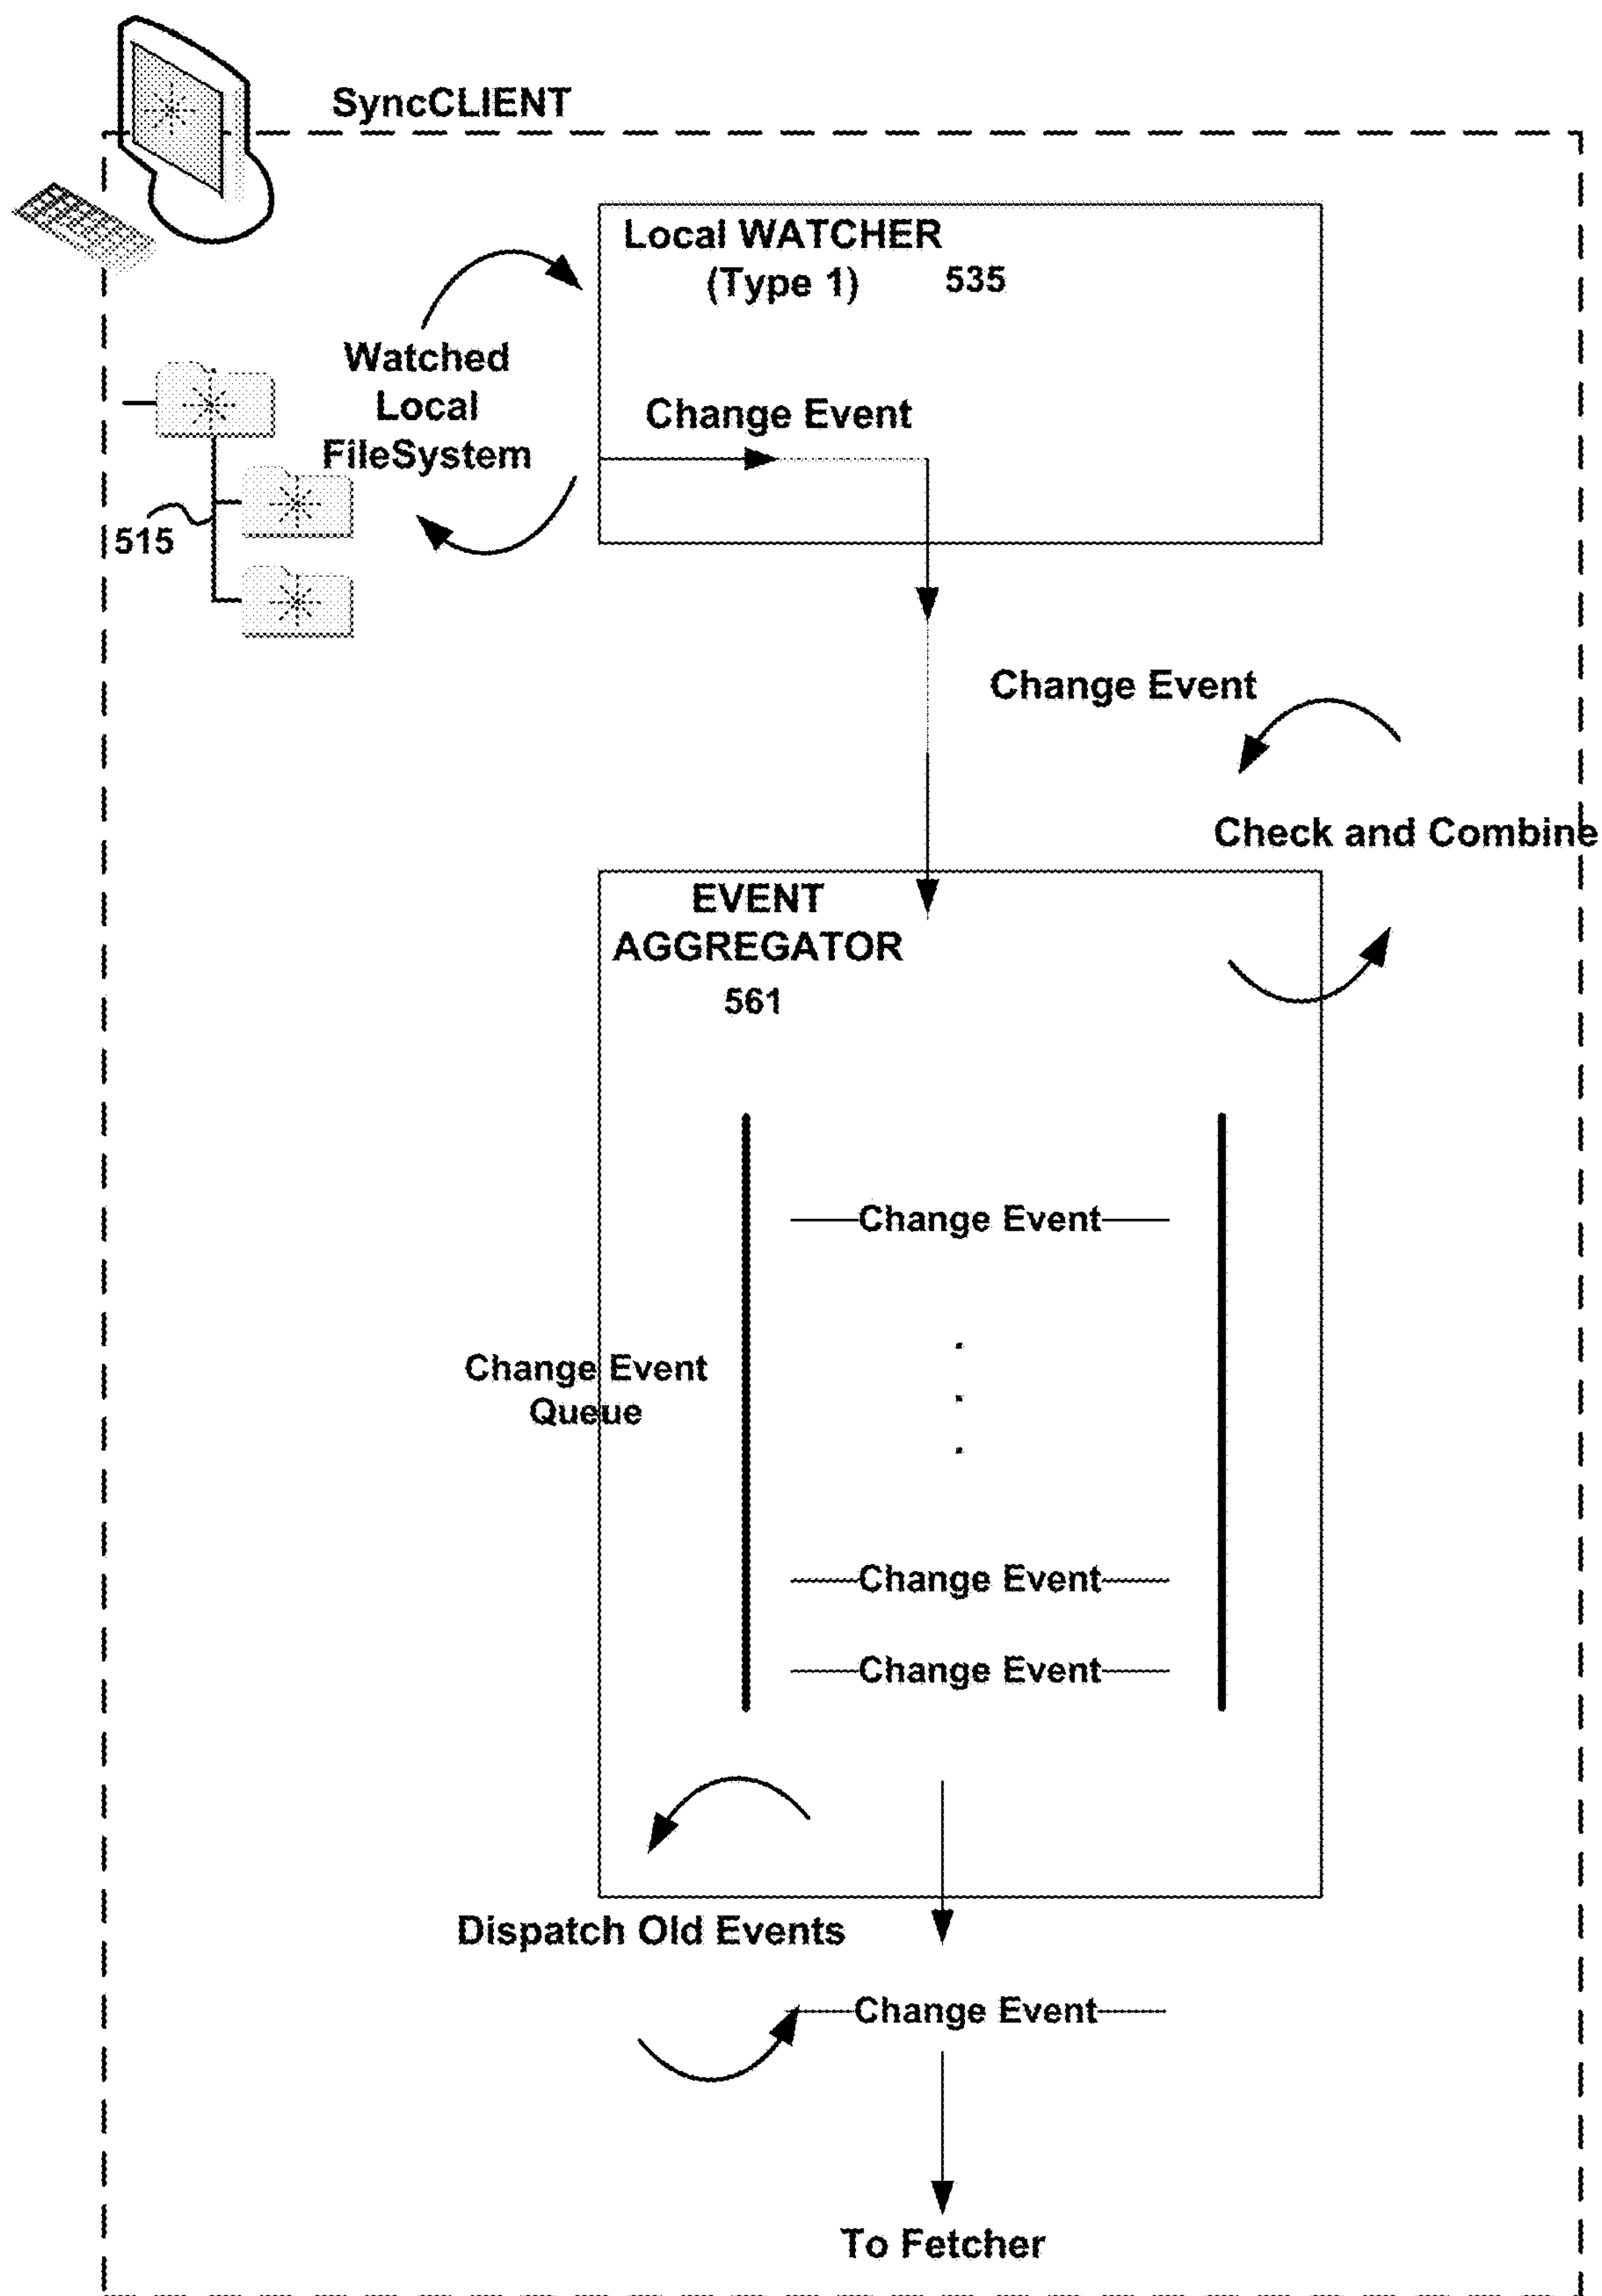 SyncCLIENT
Local WATCHER
(Type 1) 535
Watched
Local
FileSystem
Change Event
515
Change Event
Check and Combine
EVENT
AGGREGATOR
561
Change Event
Change Event
Queue
Change Event
Change Event
Dispatch Old Events
Change Event
To Fetcher